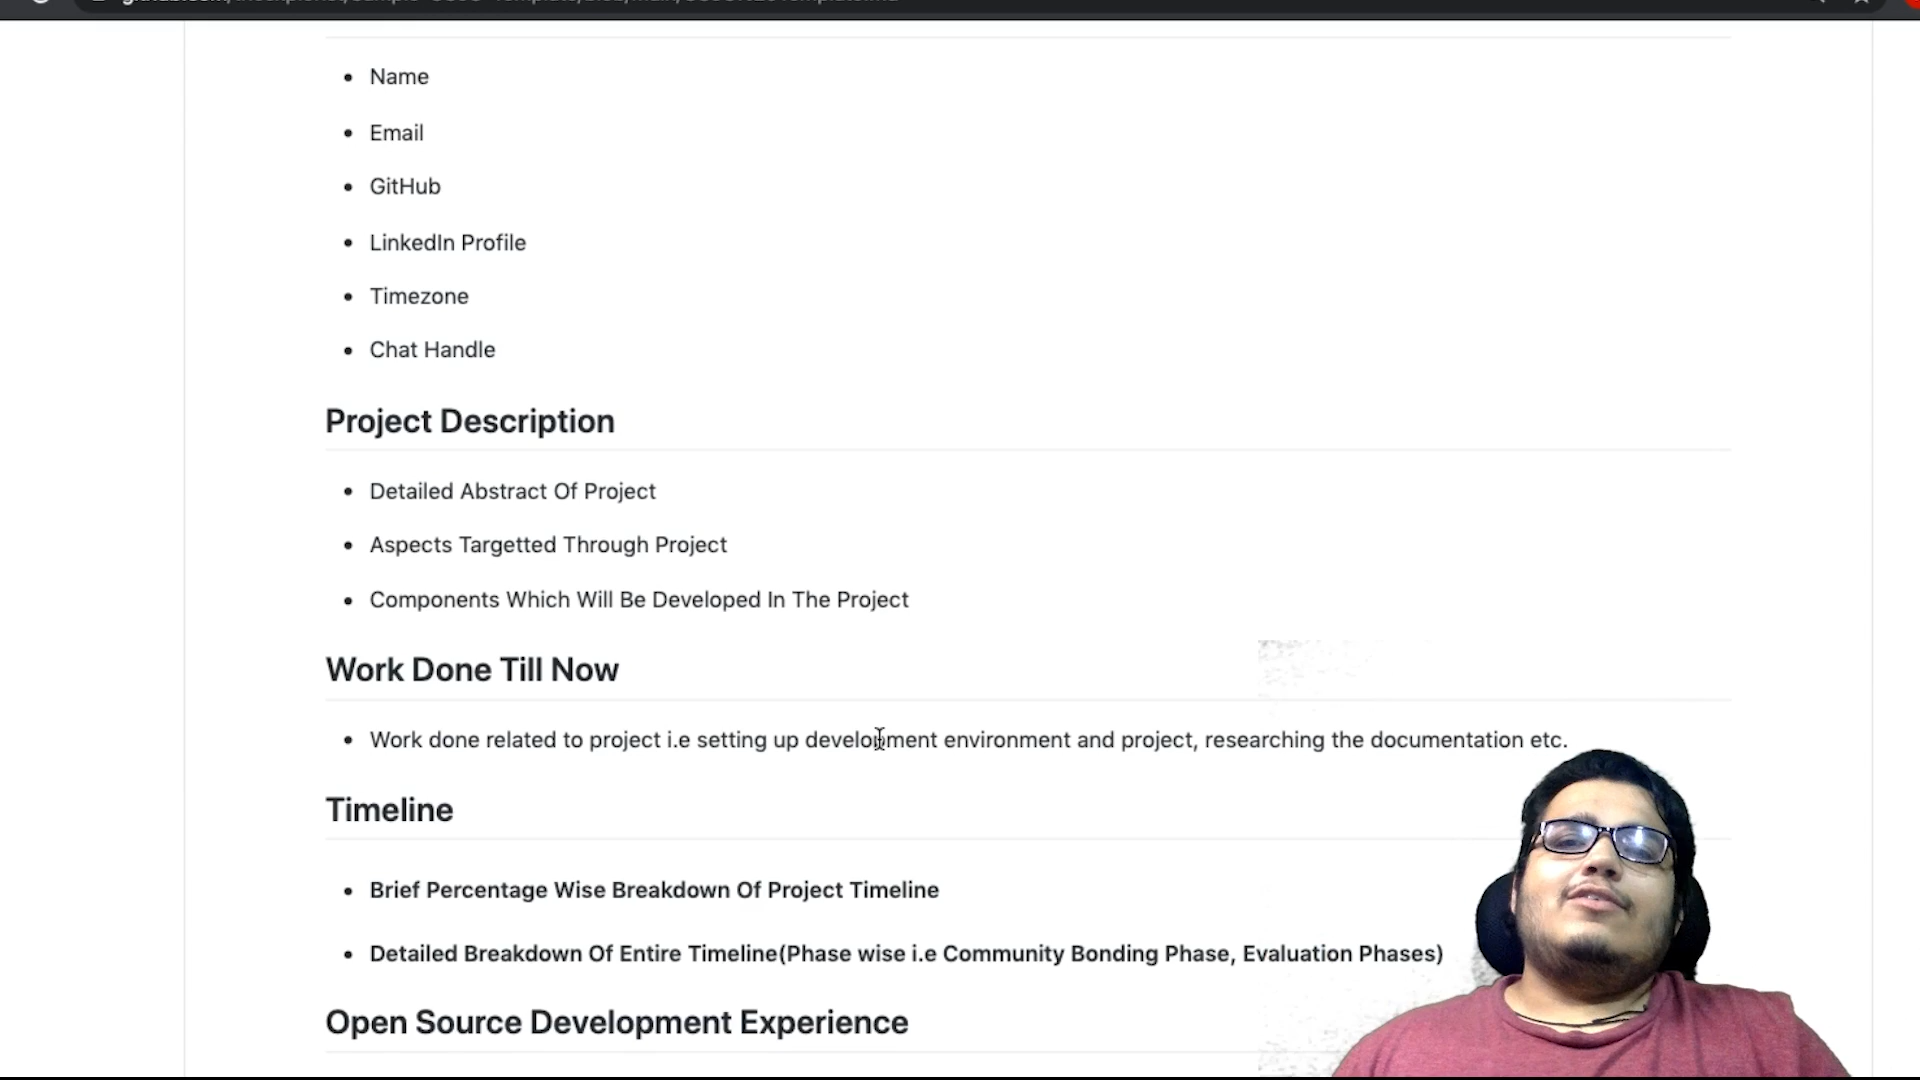 Name
Email
GitHub
LinkedIn Profile
Timezone
Chat Handle
Project Description
Detailed Abstract Of Project
Aspects Targetted Through Project
Components Which Will Be Developed In The Project
Work Done Till Now
Work done related to project i.e setting up development environment and project, researching the documentation etc.
Timeline
Brief Percentage Wise Breakdown Of Project Timeline
Detailed Breakdown Of Entire Timeline(Phase wise i.e Community Bonding Phase, Evaluation Phases)
Open Source Development Experience